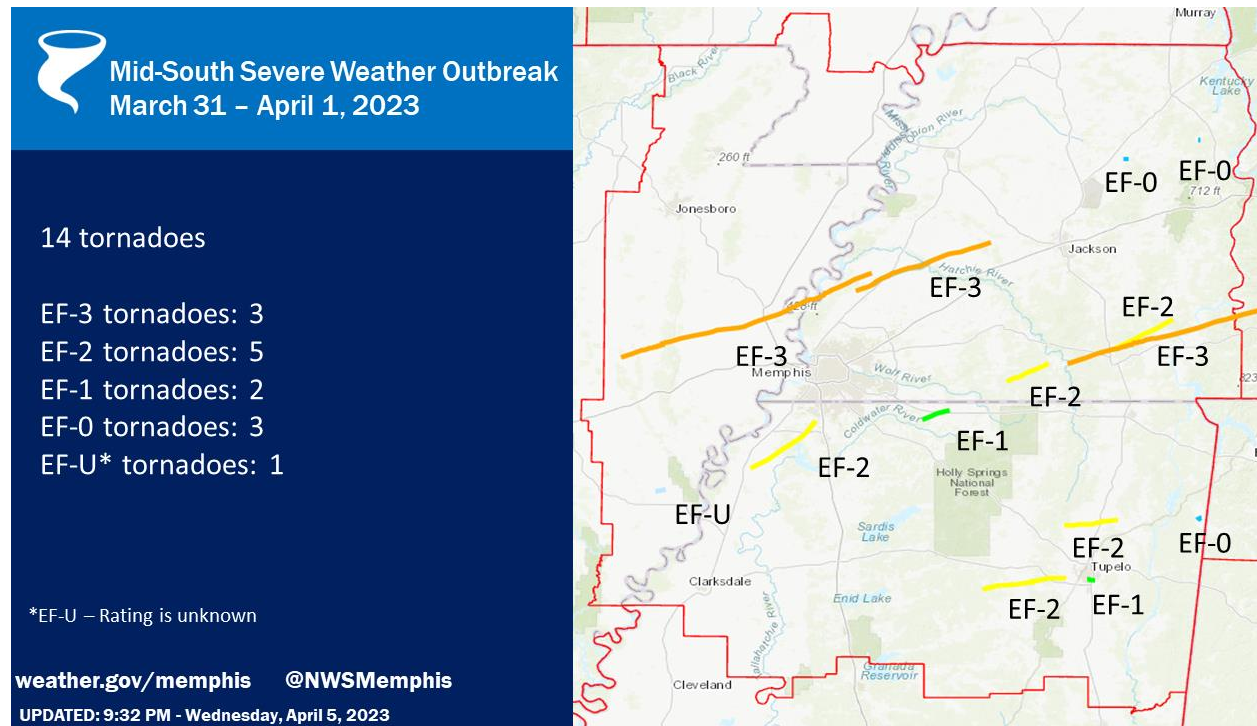 Mid-South Severe Weather Outbreak
March 31 – April 1, 2023
14 tornadoes
EF-3 tornadoes: 3
EF-2 tornadoes: 5
EF-1 tornadoes: 2
EF-0 tornadoes: 3
EF-U* tornadoes: 1
*EF-U – Rating is unknown
weather.gov/memphis @NWSMemphis
UPDATED: 9:32 PM - Wednesday, April 5, 2023
Murray
Black River
Kentucky
Lake
Obion River
260 ft
EF-0
EF-0
712 ft
Jonesboro
Jackson
Hatchie River
EF-3
EF-2
EF-3
EF-3
Memphis
Wolf River
EF-2
Coldwater River
EF-1
EF-2
Holly Springs
National
Forest
EF-U
Sardis
Lake
EF-2
EF-0
Tupelo
Clarksdale
Enid Lake
EF-2
EF-1
Granada
Reservoir
Cleveland